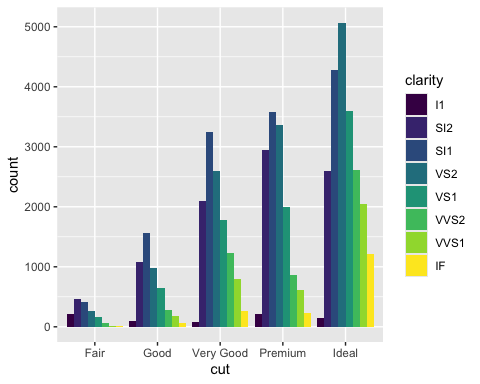 5000
4000
3000
2000
1000
0
count
Fair
Good
Very Good
Premium
Ideal
cut
clarity
I1
SI2
SI1
VS2
VS1
VVS2
VVS1
IF